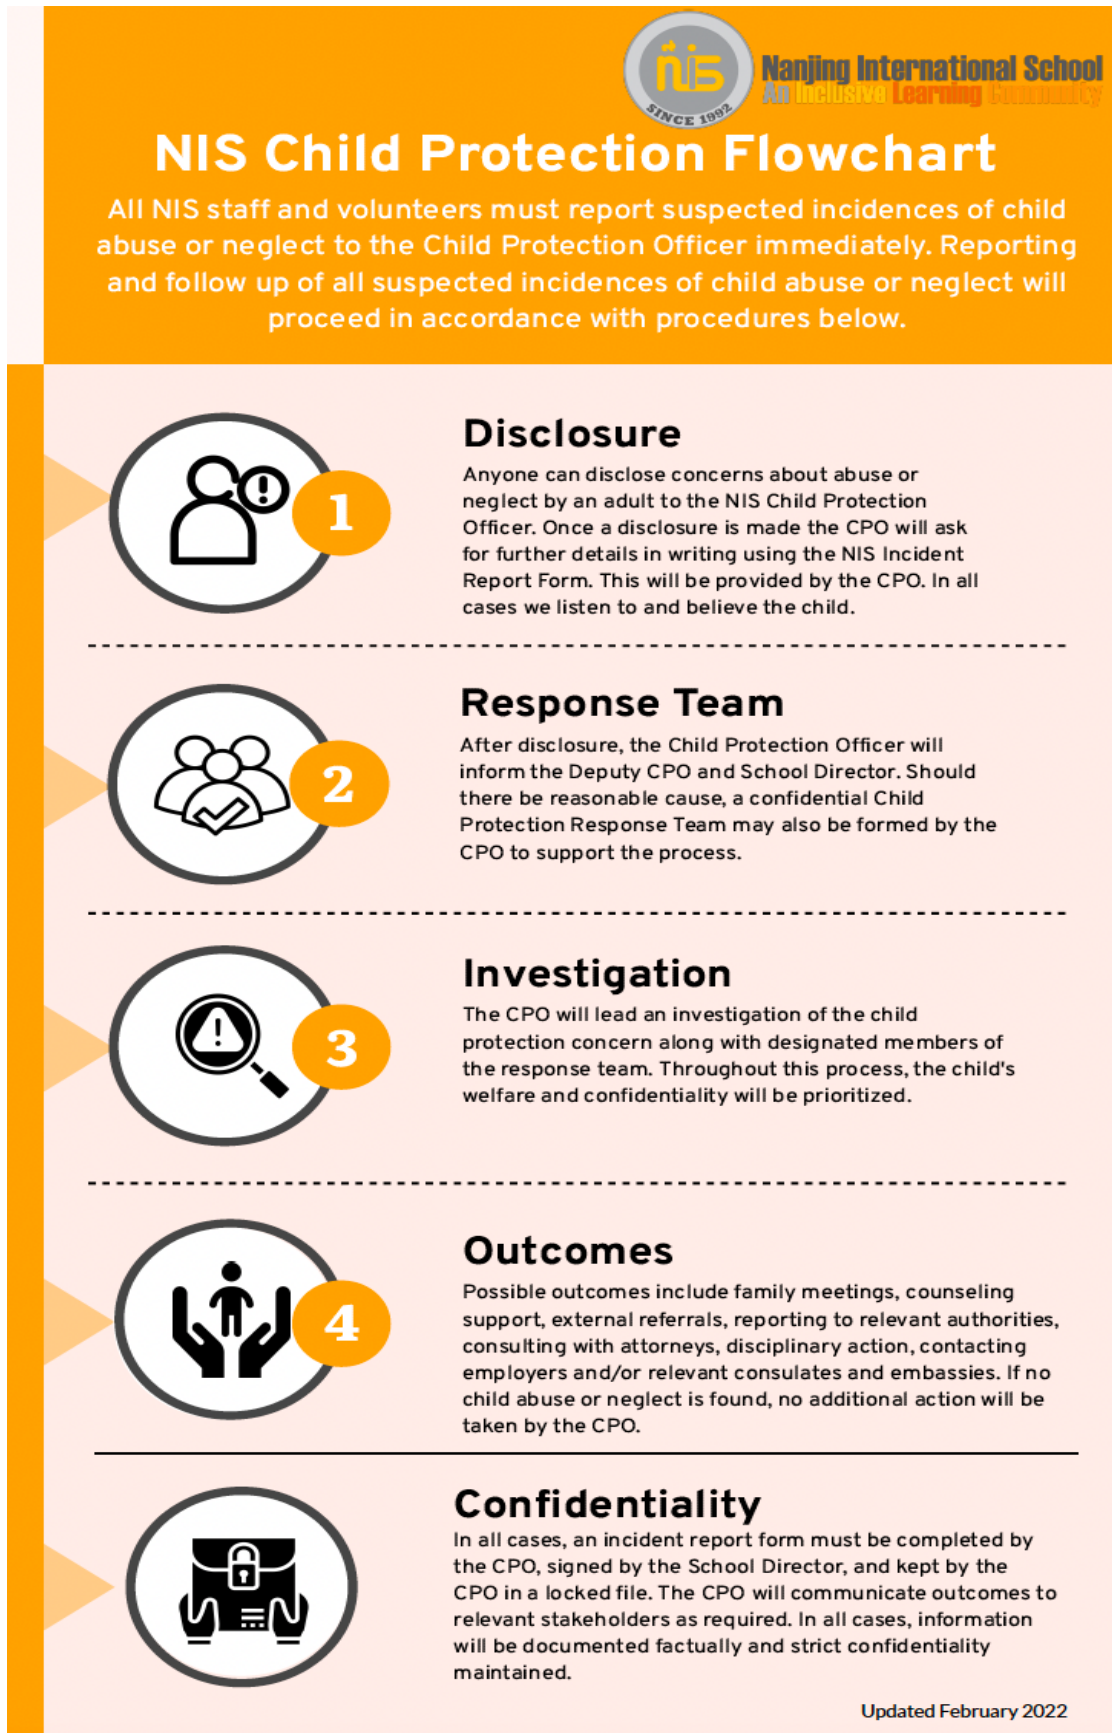 nis
SINCE 1992
Nanjing International School
An Inclusive Learning Community
NIS Child Protection Flowchart
All NIS staff and volunteers must report suspected incidences of child
abuse or neglect to the Child Protection Officer immediately. Reporting
and follow up of all suspected incidences of child abuse or neglect will
proceed in accordance with procedures below.
1
Disclosure
Anyone can disclose concerns about abuse or
neglect by an adult to the NIS Child Protection
Officer. Once a disclosure is made the CPO will ask
for further details in writing using the NIS Incident
Report Form. This will be provided by the CPO. In all
cases we listen to and believe the child.
2
Response Team
After disclosure, the Child Protection Officer will
inform the Deputy CPO and School Director. Should
there be reasonable cause, a confidential Child
Protection Response Team may also be formed by the
CPO to support the process.
3
Investigation
The CPO will lead an investigation of the child
protection concern along with designated members of
the response team. Throughout this process, the child's
welfare and confidentiality will be prioritized.
4
Outcomes
Possible outcomes include family meetings, counseling
support, external referrals, reporting to relevant authorities,
consulting with attorneys, disciplinary action, contacting
employers and/or relevant consulates and embassies. If no
child abuse or neglect is found, no additional action will be
taken by the CPO.
Confidentiality
In all cases, an incident report form must be completed by
the CPO, signed by the School Director, and kept by the
CPO in a locked file. The CPO will communicate outcomes to
relevant stakeholders as required. In all cases, information
will be documented factually and strict confidentiality
maintained.
Updated February 2022